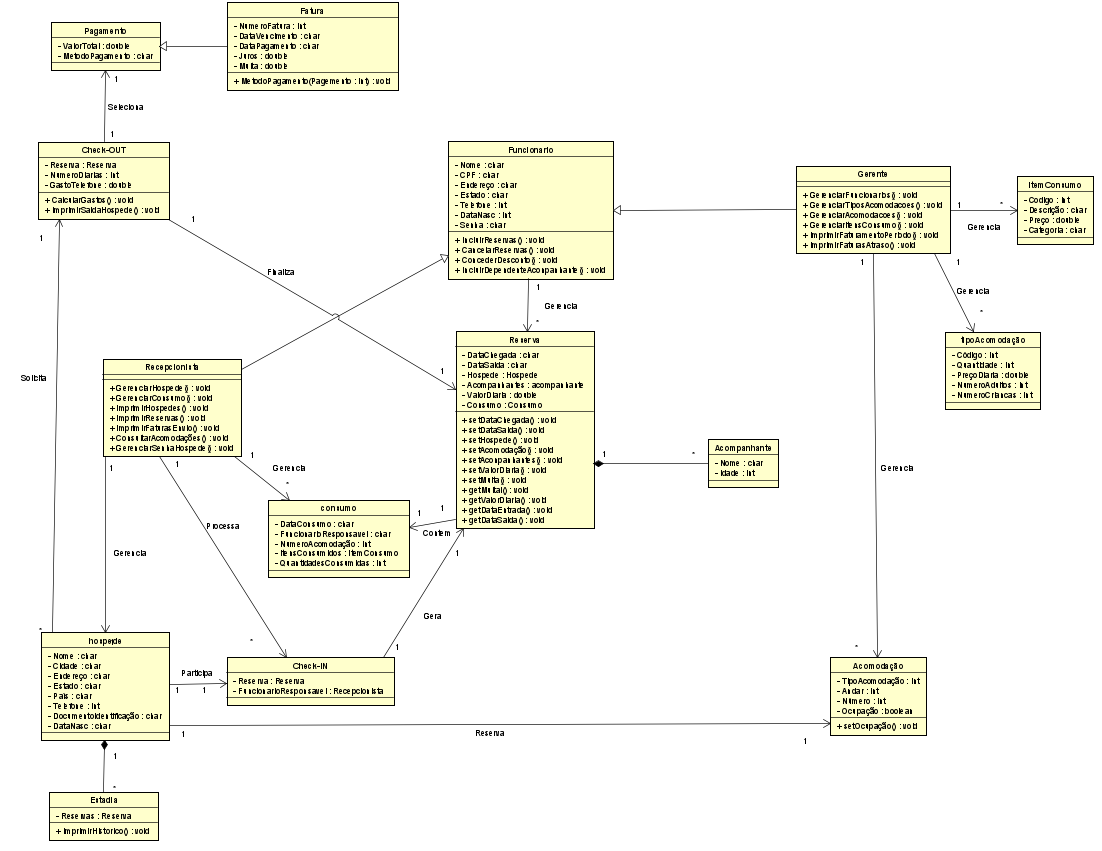 Pagamento
- ValorTotal : double
- MetodoPagamento : char
Fatura
- NumeroFatura : int
- DataVencimento : char
- DataPagamento : char
- Juros : double
- Multa : double
+ MetodoPagamento(Pagemento : int) : void
1
Seleciona
1
Check-OUT
- Reserva : Reserva
- NumeroDiarias : int
- GastoTelefone : double
+ CalcularGastos() : void
+ ImprimirSaidaHospede() : void
Funcionario
- Nome : char
- CPF : char
- Endereço : char
- Estado : char
- Telefone : int
- DataNasc : int
- Senha : char
+ IncluirReservas() : void
+ CancelarReservas() : void
+ ConcederDesconto() : void
+ IncluirDependenteAconpanhante() : void
Gerente
+ GerenciarFuncionarios() : void
+ GerenciarTiposAcomodacoes() : void
+ GerenciarAcomodacoes() : void
+ GerenciarItensConsumo() : void
+ ImprimirFaturamentoPeriodo() : void
+ ImprimirFaturasAtraso() : void
ItemConsumo
- Codigo : int
- Descrição : char
- Preço : double
- Categoria : char
1
*
Gerencia
1
1
Finaliza
1
1
Gerencia
*
1
1
Gerencia
*
Reserva
- DataChegada : char
- DataSaida : char
- Hospede : Hospede
- Acompanhantes : acompanhante
- ValorDiaria : double
- Consumo : Consumo
+ setDataChegada() : void
+ setDataSaida() : void
+ setHospede() : void
+ setAcomodação() : void
+ setAconpanhantes() : void
+ setValorDiaria() : void
+ setMulta() : void
+ getMulta() : void
+ getValorDiaria() : void
+ getDataEntrada() : void
+ getDataSaida() : void
tipoAcomodação
- Código : int
- Quantidade : int
- PreçoDiaria : double
- NumeroAdultos : int
- NumeroCriancas : int
Recepcionista
+ GerenciarHospede() : void
+ GerenciarConsumo() : void
+ ImprimirHospedes() : void
+ ImprimirReservas() : void
+ ImprimirFaturasEnvio() : void
+ ConsultarAcomodações() : void
+ GerenciarSenhaHospede() : void
Solicita
1
*
Acompanhante
- Nome : char
- Idade : int
1
1
1
Gerencia
*
Gerencia
consumo
- DataConsumo : char
- FuncionarioResponsavel : char
- NumeroAcomodação : int
- ItensConsumidos : ItemConsumo
- QuantidadesConsumidas : int
1
1
Contem
Processa
Gerencia
1
Gera
1
*
*
*
hospede
- Nome : char
- Cidade : char
- Endereço : char
- Estado : char
- Pais : char
- Telefone : int
- DocumentoIdentificação : char
- DataNasc : char
Participa
1
1
Check-IN
- Reserva : Reserva
- FuncionarioResponsavel : Recepcionista
Acomodação
- TipoAcomodação : int
- Andar : int
- Número : int
- Ocupação : boolean
+ setOcupação() : void
1
Reserva
1
1
*
Estadia
- Reservas : Reserva
+ ImprimirHistorico() : void